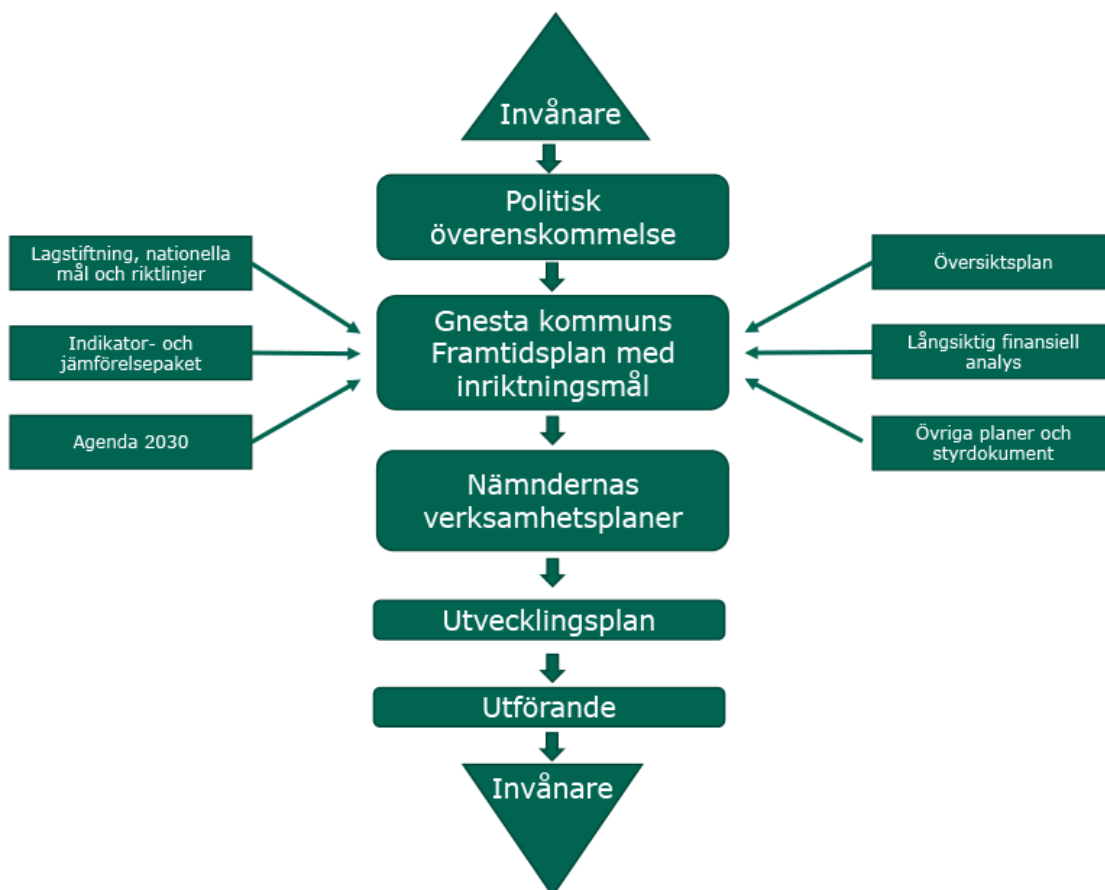 Invånare
Politisk
överenskommelse
Lagstiftning, nationella
mål och riktlinjer
Indikator- och
jämförelsepaket
Agenda 2030
Gnesta kommuns
Framtidsplan med
inriktningsmål
Översiktsplan
Långsiktig finansiell
analys
Övriga planer och
styrdokument
Nämndernas
verksamhetsplaner
Utvecklingsplan
Utförande
Invånare